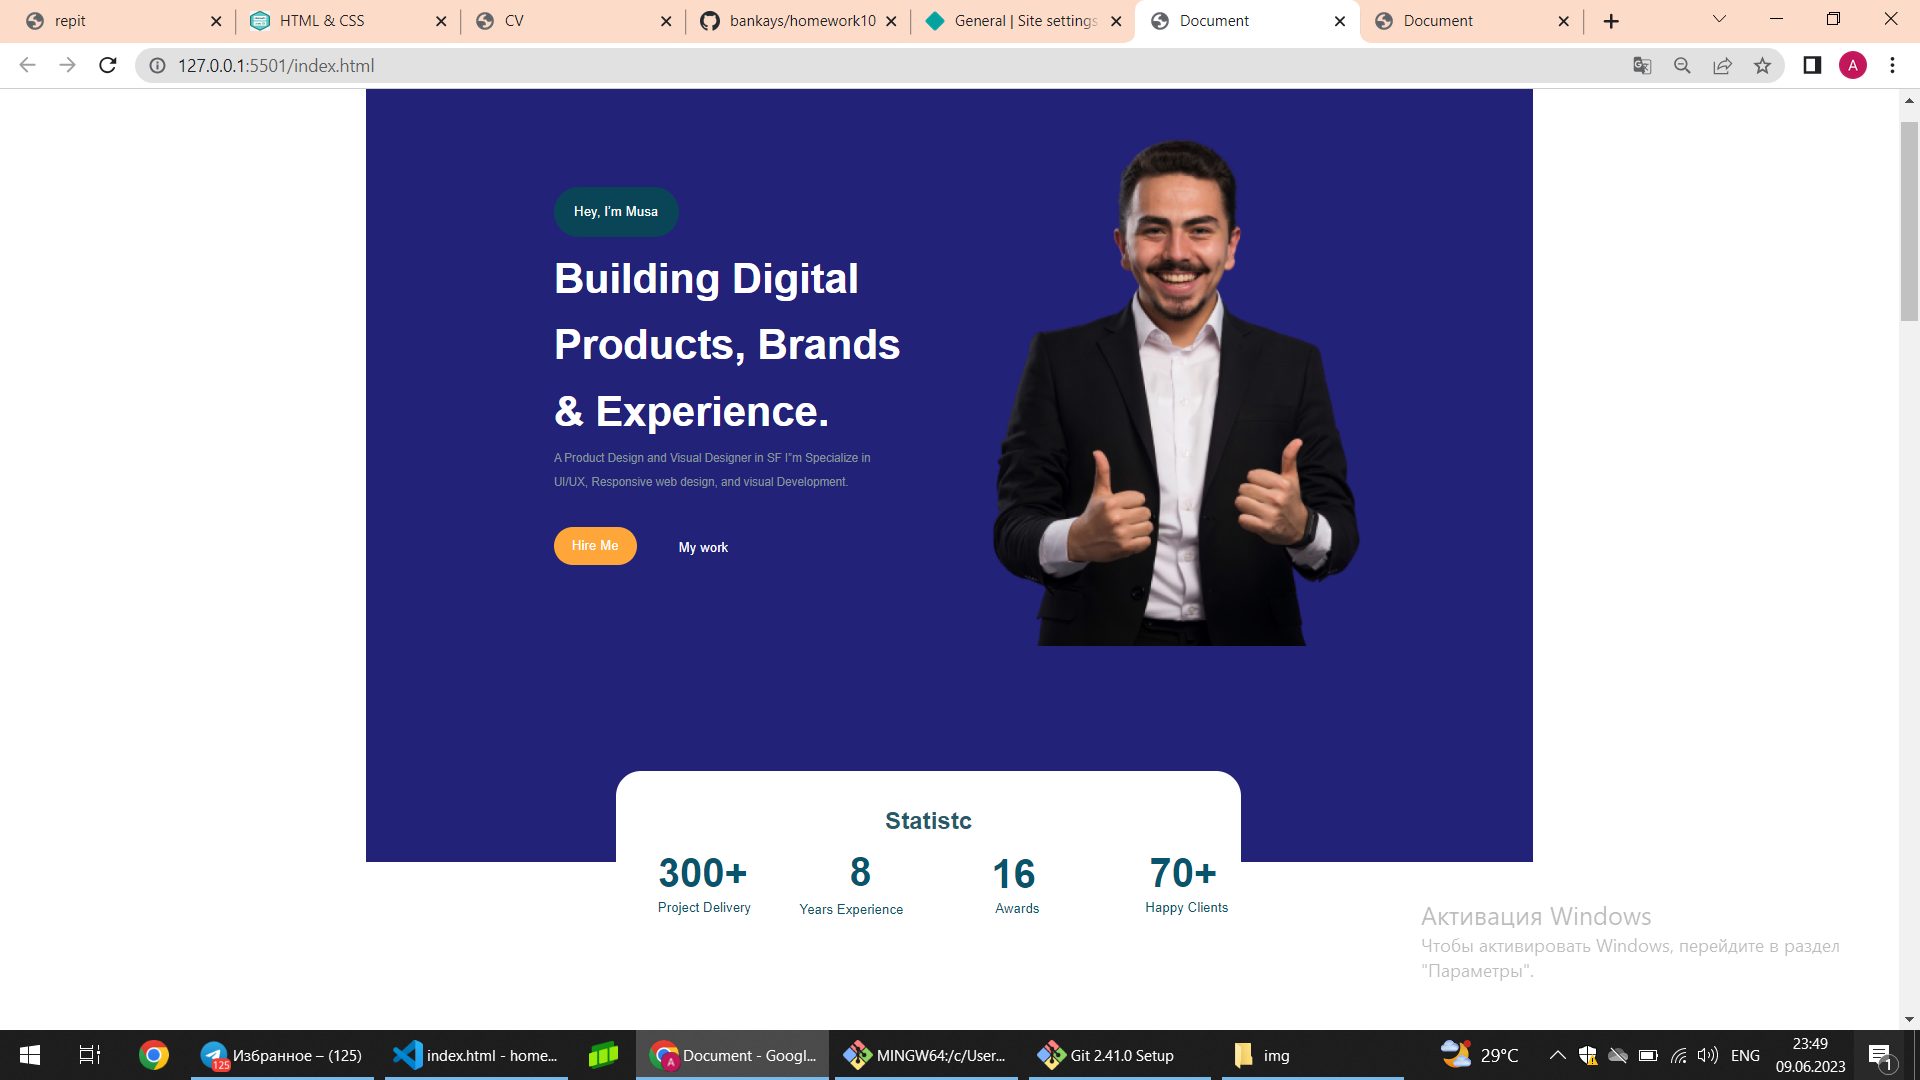 repit
HTML & CSS
CV
bankays/homework10
General | Site settings
Document
Document
127.0.0.1:5501/index.html
A
Hey, I'm Musa
Building Digital
Products, Brands
& Experience.
A Product Design and Visual Designer in SF I"m Specialize in
UI/UX, Responsive web design, and visual Development.
Hire Me
My work
Statistc
300+
8
16
70+
Project Delivery
Years Experience
Awards
Happy Clients
Активация Windows
Чтобы активировать Windows, перейдите в раздел
"Параметры".
125
Избранное – (125)
index.html - home...
A
Document - Googl...
MINGW64:/c/User...
Git 2.41.0 Setup
img
29°C
ENG
23:49
09.06.2023
1